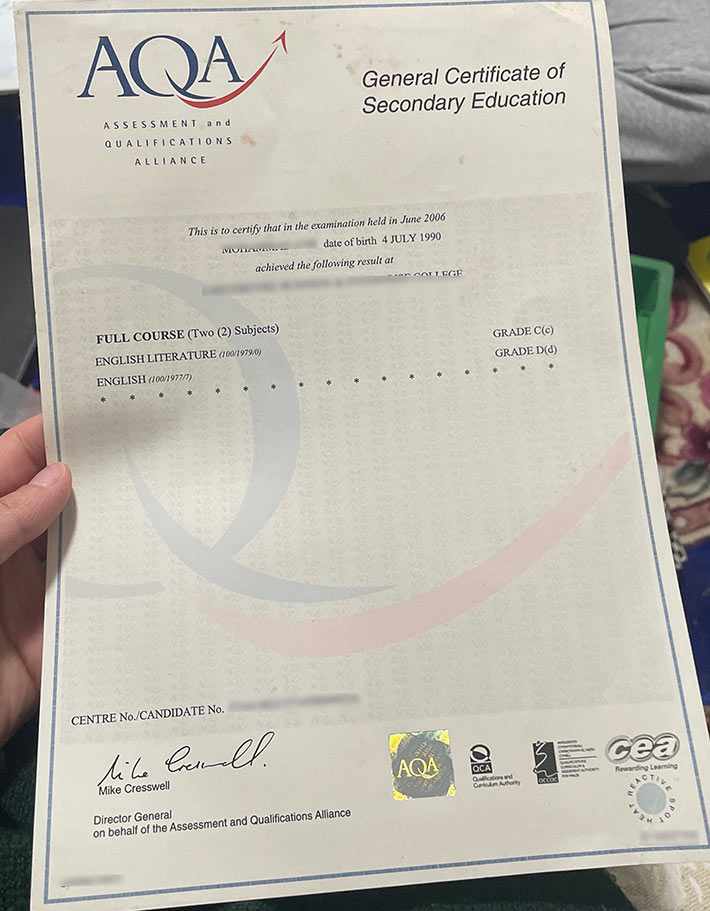 AQA
ASSESSMENT and
QUALIFICATIONS
ALLIANCE
General Certificate of
Secondary Education
This is to certify that in the examination held in June 2006
date of birth 4 JULY 1990
achieved the following result at
COLLEGE
FULL COURSE (Two (2) Subjects)
ENGLISH LITERATURE (100/1979/0) GRADE C(c)
ENGLISH (100/1977/7) GRADE D(d)
* * * * * * * * * * * * * * * * *
CENTRE No./CANDIDATE No.
Mike Cresswell
Mike Cresswell
Director General
on behalf of the Assessment and Qualifications Alliance
AQA
QCA
Qualifications and
Curriculum Authority
cea
Rewarding Learning
HEAT REACTIVE SPOT